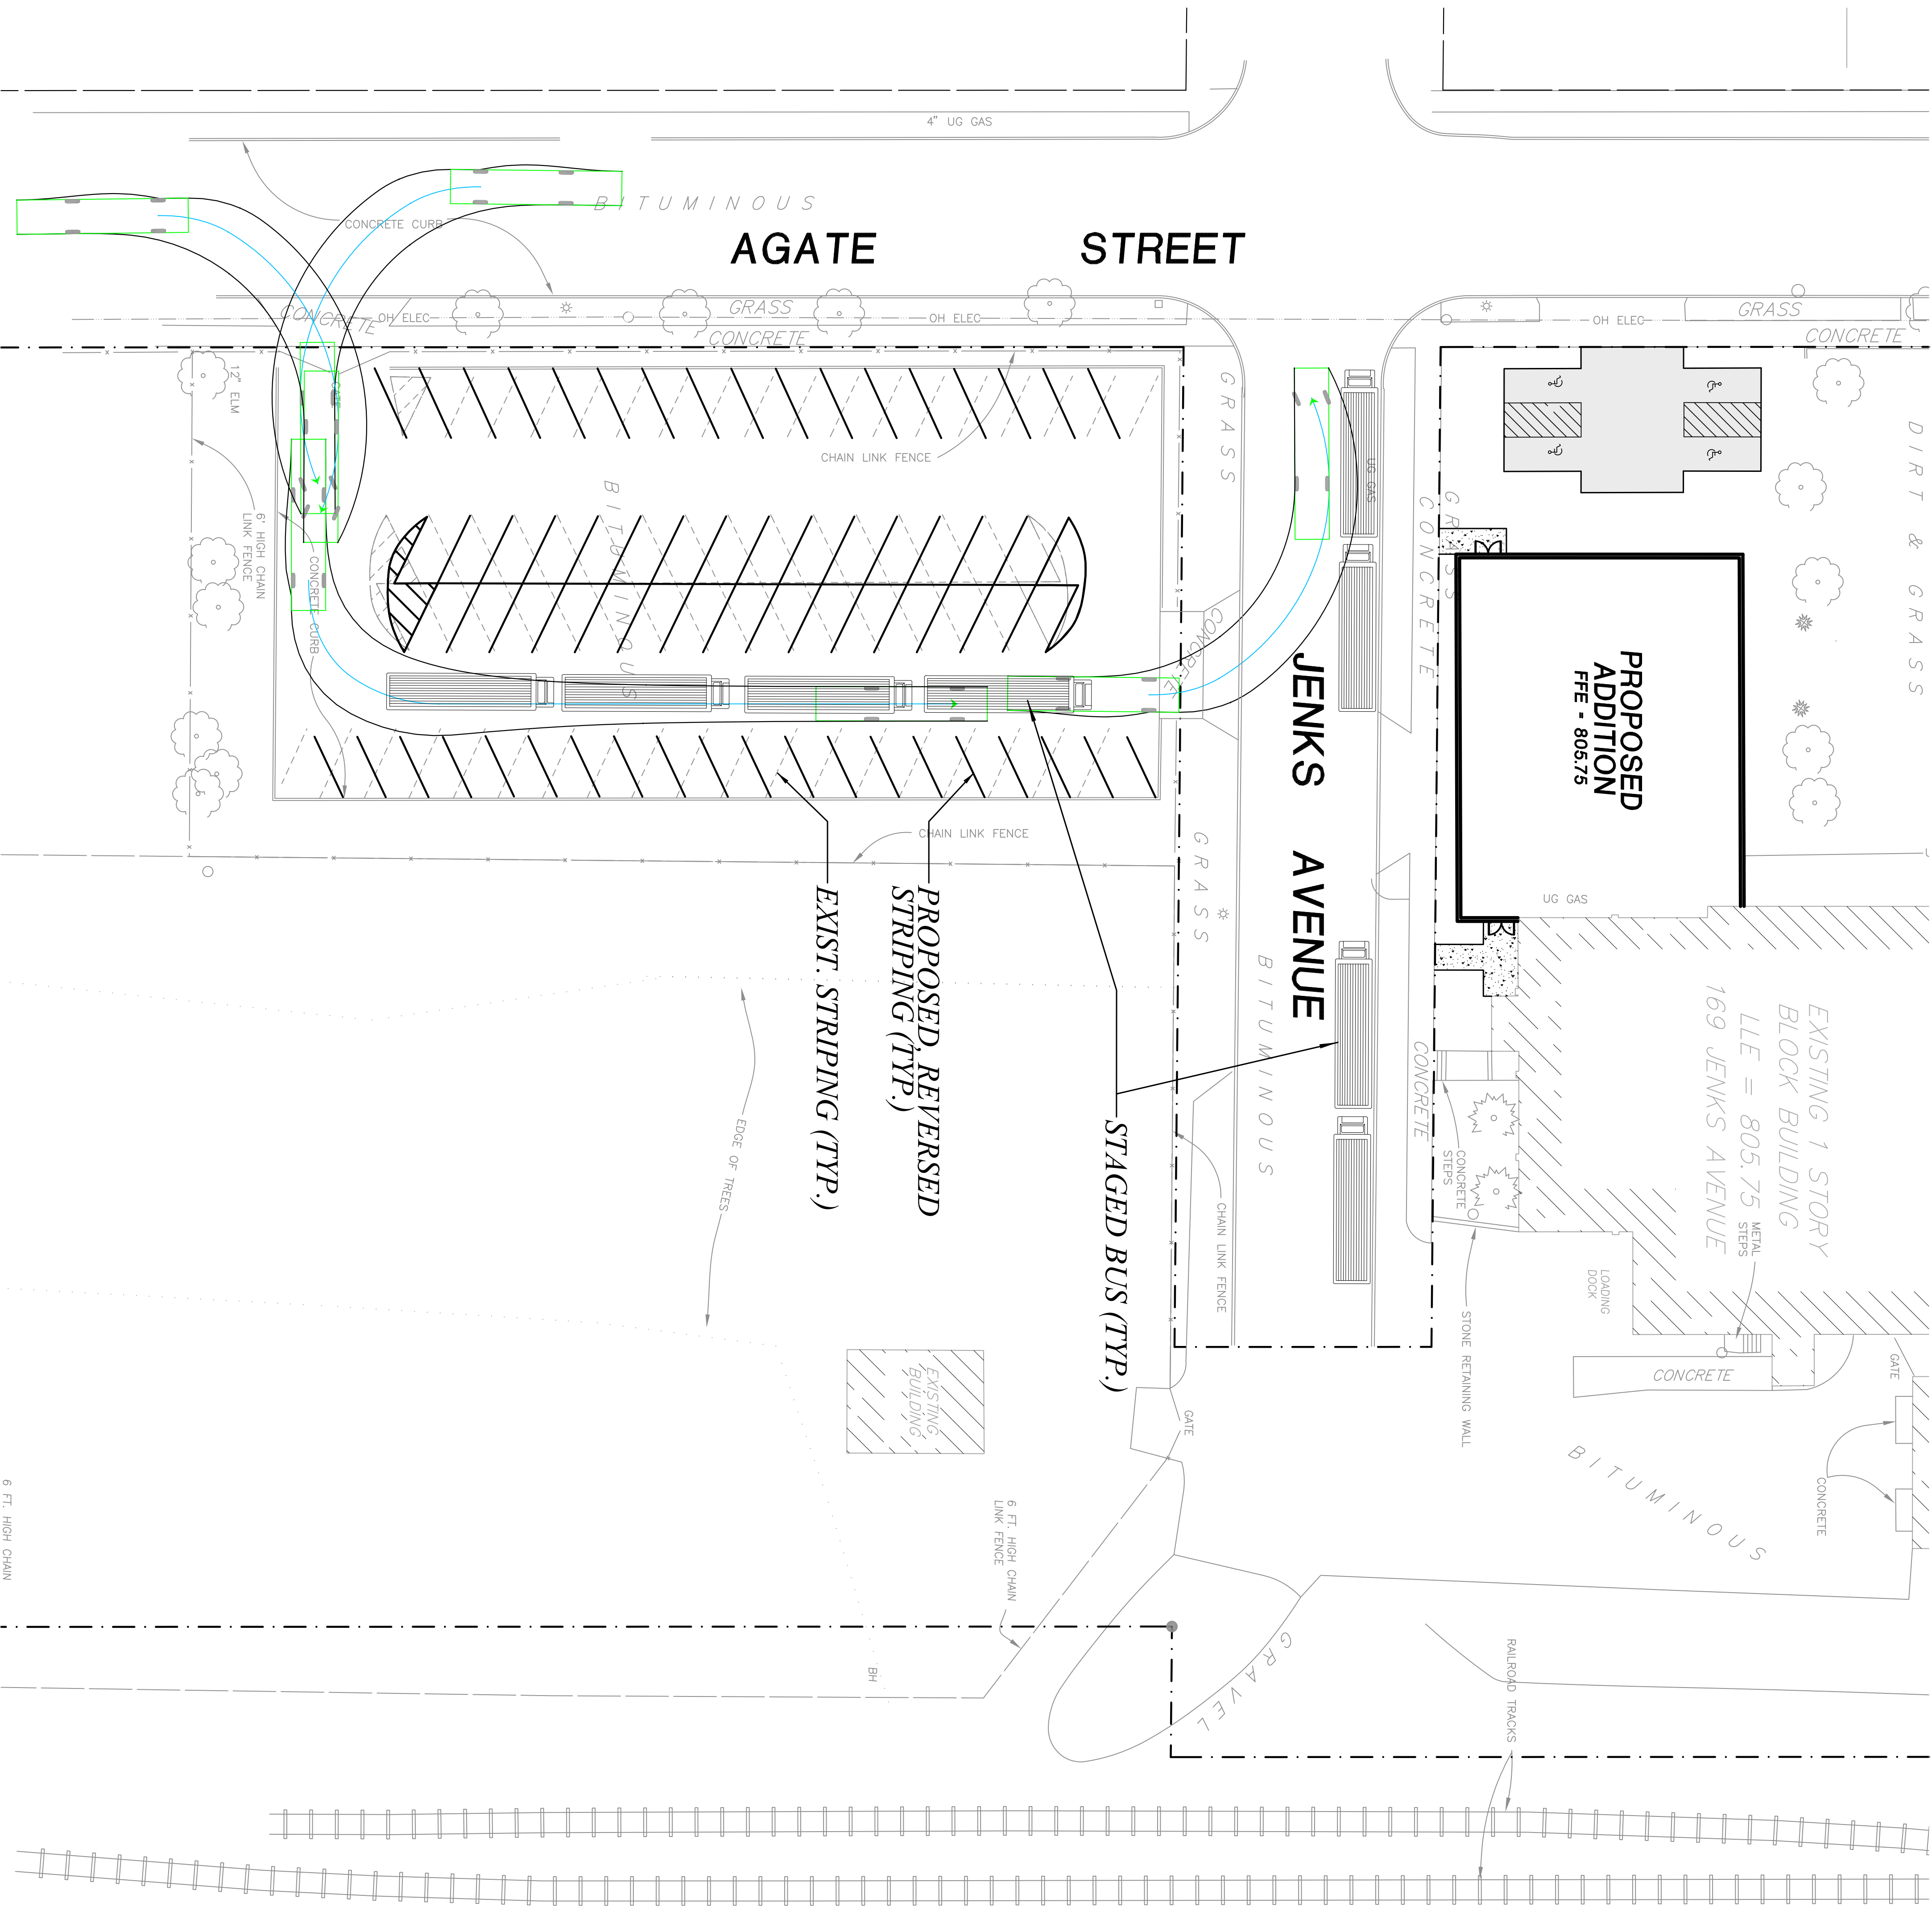 4" UG GAS
BITUMINOUS
CONCRETE CURB
AGATE STREET
CONCRETE
OH ELEC
GRASS
OH ELEC
CONCRETE
OH ELEC
GRASS
CONCRETE
12" ELM
GATE
CHAIN LINK FENCE
GRASS
UG GAS
CONCRETE
GRASS
DIRT & GRASS
6' HIGH CHAIN
LINK FENCE
CONCRETE CURB
BITUMINOUS
CONCRETE
JENKS AVENUE
PROPOSED
ADDITION
FFE - 805.75
CHAIN LINK FENCE
GRASS
UG GAS
EXIST. STRIPING (TYP.)
PROPOSED, REVERSED
STRIPING (TYP.)
STAGED BUS (TYP.)
BITUMINOUS
CONCRETE
EXISTING 1 STORY
BLOCK BUILDING
LLE = 805.75
169 JENKS AVENUE
EDGE OF TREES
CONCRETE
STEPS
METAL
STEPS
LOADING
DOCK
CHAIN LINK FENCE
STONE RETAINING WALL
CONCRETE
GATE
EXISTING
BUILDING
GATE
BITUMINOUS
CONCRETE
6 FT. HIGH CHAIN
6 FT. HIGH CHAIN
LINK FENCE
GRAVEL
BH
RAILROAD TRACKS